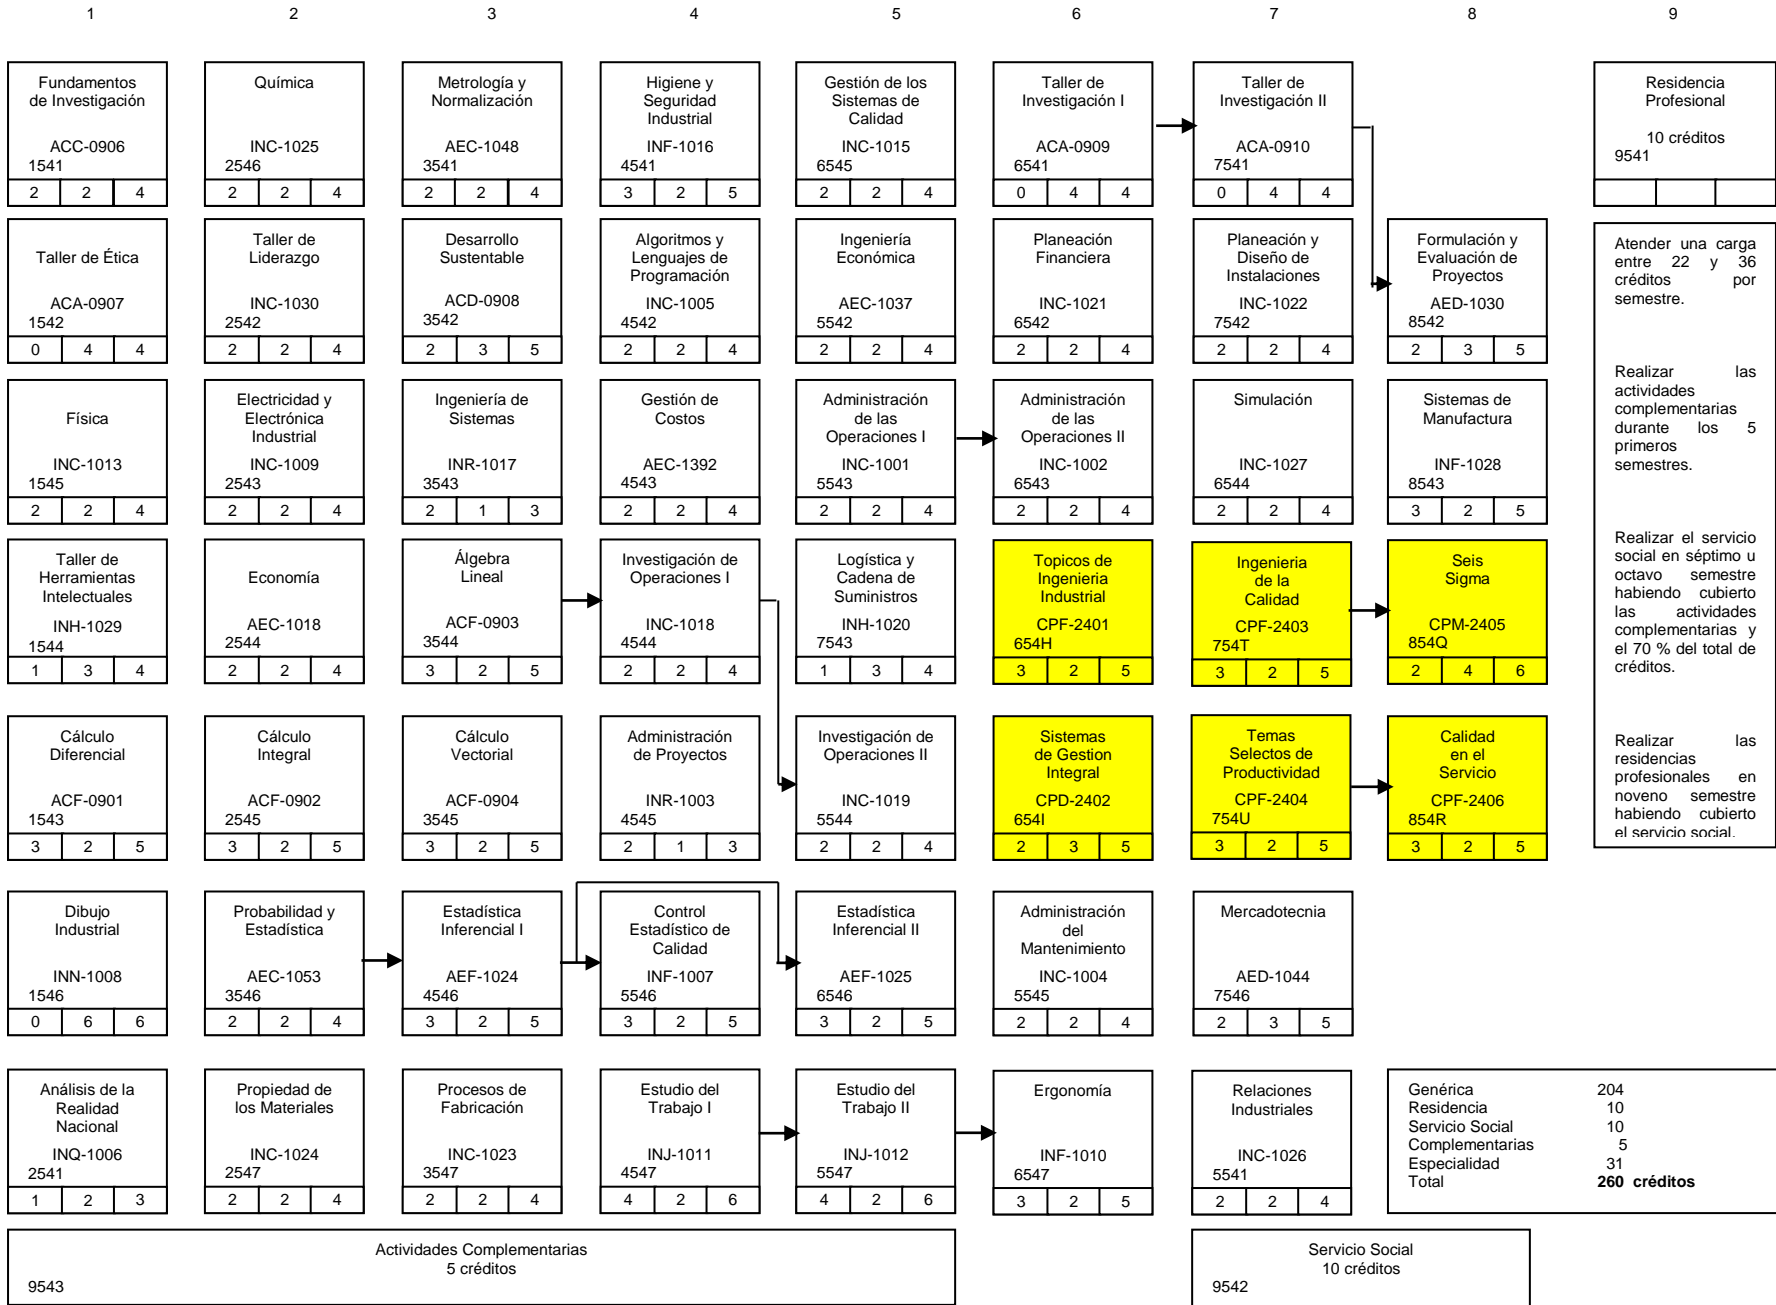 1 2 3 4 5 6 7 8 9
Fundamentos
de Investigación
ACC-0906
1541
2 2 4
Química
INC-1025
2546
2 2 4
Metrología y
Normalización
AEC-1048
3541
2 2 4
Higiene y
Seguridad
Industrial
INF-1016
4541
3 2 5
Gestión de los
Sistemas de
Calidad
INC-1015
6545
2 2 4
Taller de
Investigación I
ACA-0909
6541
0 4 4
Taller de
Investigación II
ACA-0910
7541
0 4 4
Residencia
Profesional
10 créditos
9541
Taller de Ética
ACA-0907
1542
0 4 4
Taller de
Liderazgo
INC-1030
2542
2 2 4
Desarrollo
Sustentable
ACD-0908
3542
2 3 5
Algoritmos y
Lenguajes de
Programación
INC-1005
4542
2 2 4
Ingeniería
Económica
AEC-1037
5542
2 2 4
Planeación
Financiera
INC-1021
6542
2 2 4
Planeación y
Diseño de
Instalaciones
INC-1022
7542
2 2 4
Formulación y
Evaluación de
Proyectos
AED-1030
8542
2 3 5
Atender una carga
entre 22 y 36
créditos por
semestre.
Realizar las
actividades
complementarias
durante los 5
primeros
semestres.
Realizar el servicio
social en séptimo u
octavo semestre
habiendo cubierto
las actividades
complementarias y
el 70 % del total de
créditos.
Realizar las
residencias
profesionales en
noveno semestre
habiendo cubierto
el servicio social.
Física
INC-1013
1545
2 2 4
Electricidad y
Electrónica
Industrial
INC-1009
2543
2 2 4
Ingeniería de
Sistemas
INR-1017
3543
2 1 3
Gestión de
Costos
AEC-1392
4543
2 2 4
Administración
de las
Operaciones I
INC-1001
5543
2 2 4
Administración
de las
Operaciones II
INC-1002
6543
2 2 4
Simulación
INC-1027
6544
2 2 4
Sistemas de
Manufactura
INF-1028
8543
3 2 5
Taller de
Herramientas
Intelectuales
INH-1029
1544
1 3 4
Economía
AEC-1018
2544
2 2 4
Álgebra
Lineal
ACF-0903
3544
3 2 5
Investigación de
Operaciones I
INC-1018
4544
2 2 4
Logística y
Cadena de
Suministros
INH-1020
7543
1 3 4
Topicos de
Ingenieria
Industrial
CPF-2401
654H
3 2 5
Ingenieria
de la
Calidad
CPF-2403
754T
3 2 5
Seis
Sigma
CPM-2405
854Q
2 4 6
Cálculo
Diferencial
ACF-0901
1543
3 2 5
Cálculo
Integral
ACF-0902
2545
3 2 5
Cálculo
Vectorial
ACF-0904
3545
3 2 5
Administración
de Proyectos
INR-1003
4545
2 1 3
Investigación de
Operaciones II
INC-1019
5544
2 2 4
Sistemas
de Gestion
Integral
CPD-2402
654I
2 3 5
Temas
Selectos de
Productividad
CPF-2404
754U
3 2 5
Calidad
en el
Servicio
CPF-2406
854R
3 2 5
Dibujo
Industrial
INN-1008
1546
0 6 6
Probabilidad y
Estadística
AEC-1053
3546
2 2 4
Estadística
Inferencial I
AEF-1024
4546
3 2 5
Control
Estadístico de
Calidad
INF-1007
5546
3 2 5
Estadística
Inferencial II
AEF-1025
6546
3 2 5
Administración
del
Mantenimiento
INC-1004
5545
2 2 4
Mercadotecnia
AED-1044
7546
2 3 5
Análisis de la
Realidad
Nacional
INQ-1006
2541
1 2 3
Propiedad de
los Materiales
INC-1024
2547
2 2 4
Procesos de
Fabricación
INC-1023
3547
2 2 4
Estudio del
Trabajo I
INJ-1011
4547
4 2 6
Estudio del
Trabajo II
INJ-1012
5547
4 2 6
Ergonomía
INF-1010
6547
3 2 5
Relaciones
Industriales
INC-1026
5541
2 2 4
Genérica 204
Residencia 10
Servicio Social 10
Complementarias 5
Especialidad 31
Total 260 créditos
Actividades Complementarias
5 créditos
9543
Servicio Social
10 créditos
9542